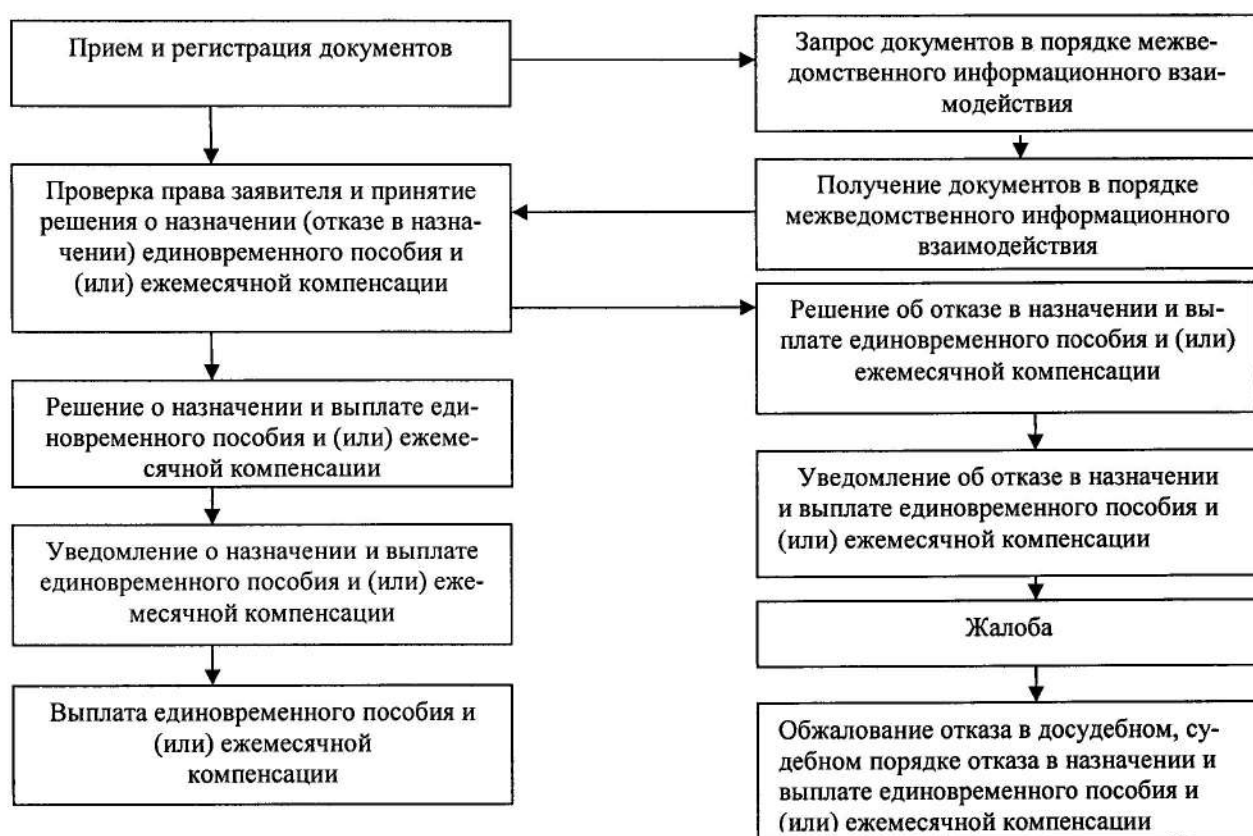 Прием и регистрация документов
Запрос документов в порядке межве-
домственного информационного взаи-
модействия
Проверка права заявителя и принятие
решения о назначении (отказе в назна-
чении) единовременного пособия и
(или) ежемесячной компенсации
Получение документов в порядке
межведомственного информационного
взаимодействия
Решение об отказе в назначении и вы-
плате единовременного пособия и (или)
ежемесячной компенсации
Решение о назначении и выплате еди-
новременного пособия и (или) ежеме-
сячной компенсации
Уведомление об отказе в назначении
и выплате единовременного пособия и
(или) ежемесячной компенсации
Уведомление о назначении и выплате
единовременного пособия и (или) еже-
месячной компенсации
Жалоба
Выплата единовременного пособия и
(или) ежемесячной
компенсации
Обжалование отказа в досудебном, су-
дебном порядке отказа в назначении и
выплате единовременного пособия и
(или) ежемесячной компенсации